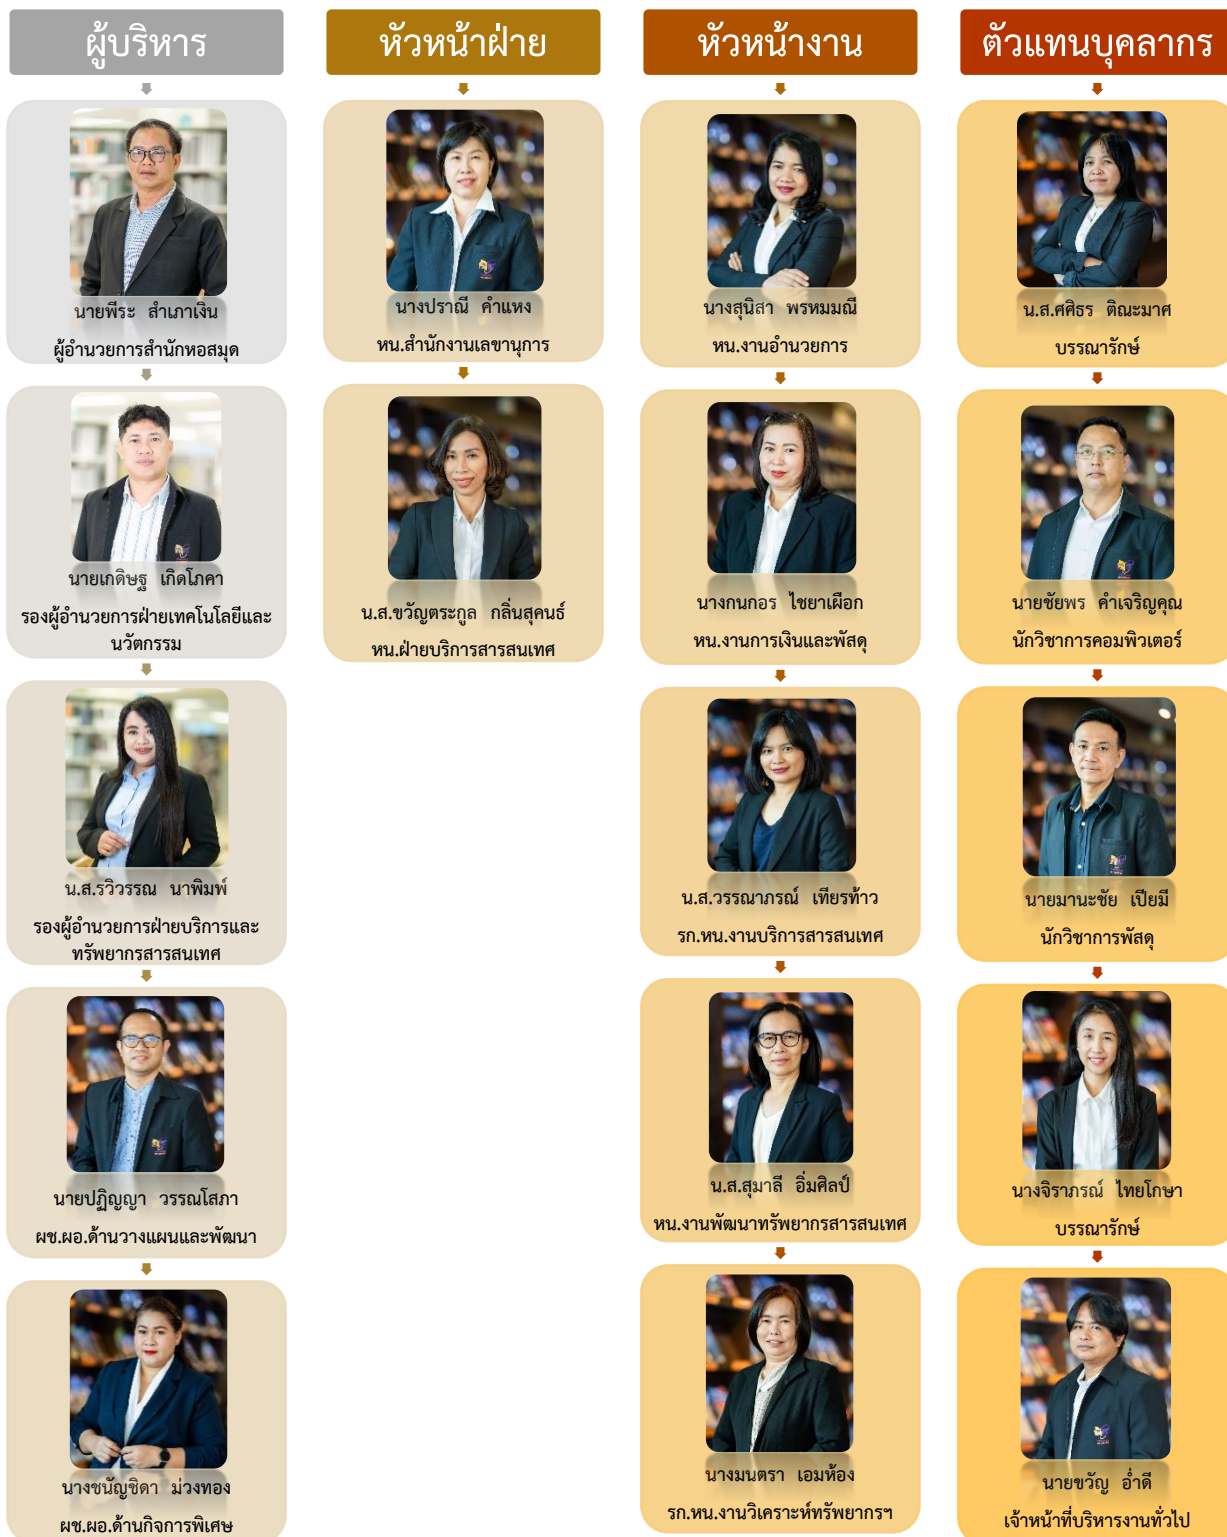 ผู้บริหาร
นายพีระ สำเภาเงิน
ผู้อำนวยการสำนักหอสมุด
นายเกดิษฐ เกิดโภคา
รองผู้อำนวยการฝ่ายเทคโนโลยีและ
นวัตกรรม
น.ส.รวิวรรณ นาพิมพ์
รองผู้อำนวยการฝ่ายบริการและ
ทรัพยากรสารสนเทศ
นายปฏิญญา วรรณโสภา
ผช.ผอ.ด้านวางแผนและพัฒนา
นางชนัญชิดา ม่วงทอง
ผช.ผอ.ด้านกิจการพิเศษ
หัวหน้าฝ่าย
นางปราณี คำแหง
หน.สำนักงานเลขานุการ
น.ส.ขวัญตระกูล กลิ่นสุคนธ์
หน.ฝ่ายบริการสารสนเทศ
หัวหน้างาน
นางสุนิสา พรหมมณี
หน.งานอำนวยการ
นางกนกอร ไชยาเผือก
หน.งานการเงินและพัสดุ
น.ส.วรรณาภรณ์ เทียรท้าว
รก.หน.งานบริการสารสนเทศ
น.ส.สุมาลี อิ่มศิลป์
หน.งานพัฒนาทรัพยากรสารสนเทศ
นางมนตรา เอมห้อง
รก.หน.งานวิเคราะห์ทรัพยากรฯ
ตัวแทนบุคลากร
น.ส.ศศิธร ติณะมาศ
บรรณารักษ์
นายชัยพร คำเจริญคุณ
นักวิชาการคอมพิวเตอร์
นายมานะชัย เปียมี
นักวิชาการพัสดุ
นางจิราภรณ์ ไทยโกษา
บรรณารักษ์
นายขวัญ อ่ำดี
เจ้าหน้าที่บริหารงานทั่วไป